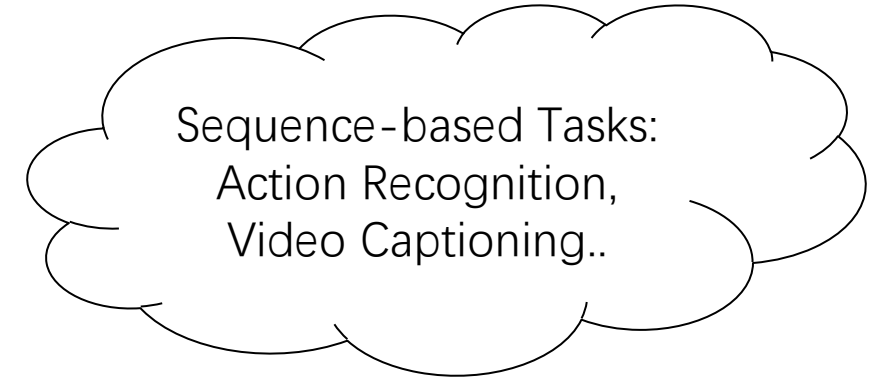 Sequence-based Tasks:
Action Recognition,
Video Captioning..